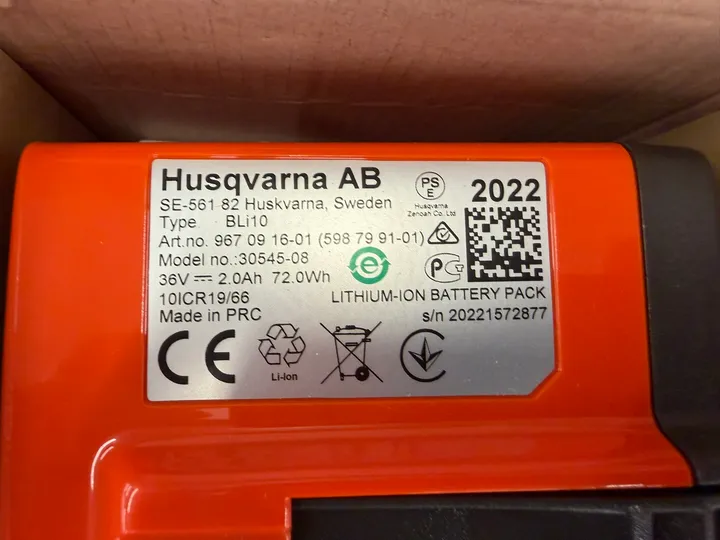 Husqvarna AB
SE-561 82 Huskvarna, Sweden
Type BLi10
Art.no. 967 09 16-01 (598 79 91-01)
Model no.:30545-08
36V 2.0Ah 72.0Wh
10ICR19/66
Made in PRC
PS
E
Husqvarna
Zenoah Co. Ltd
2022
e
PG
LITHIUM-ION BATTERY PACK
s/n 20221572877
CE
Li-Ion